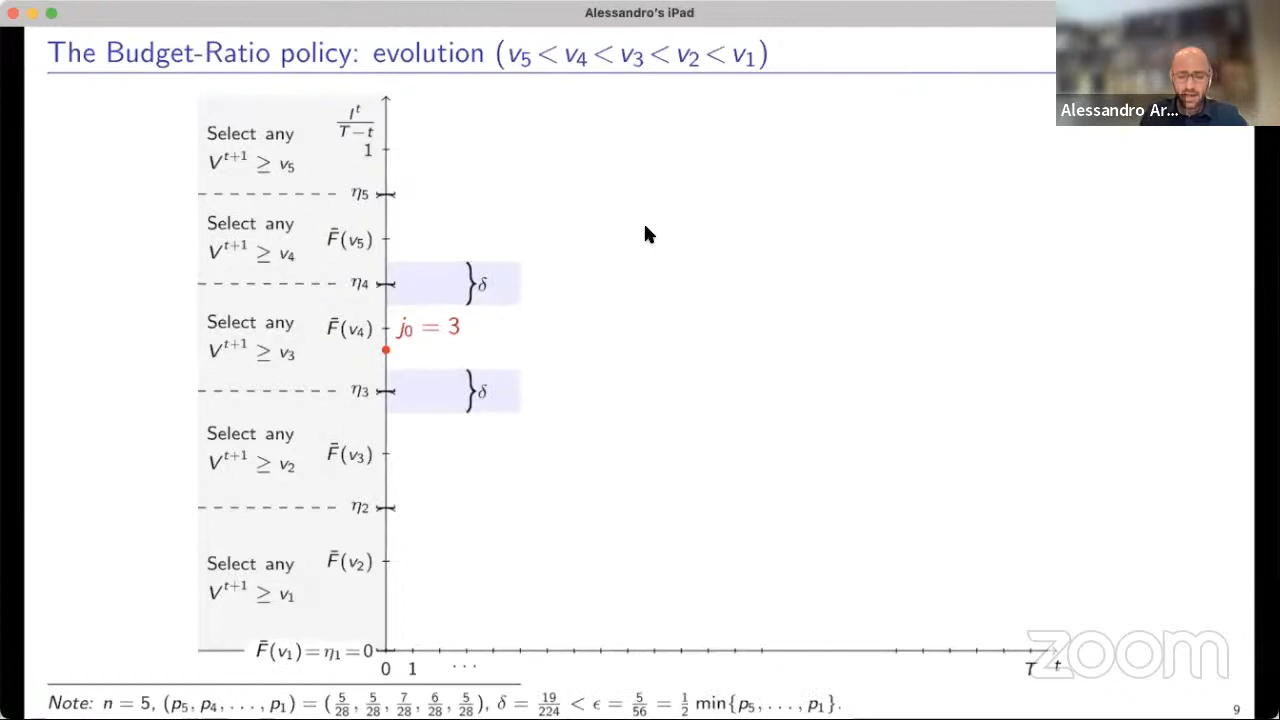 Alessandro's iPad
The Budget-Ratio policy: evolution (v₅ < v₄ < v₃ < v₂ < v₁)
Alessandro Ar...
I^t / (T − t)
1
Select any
V^{t+1} ≥ v₅
η₅
Select any
V^{t+1} ≥ v₄
F̄(v₅)
η₄
} δ
Select any
V^{t+1} ≥ v₃
F̄(v₄)
j₀ = 3
η₃
} δ
Select any
V^{t+1} ≥ v₂
F̄(v₃)
η₂
Select any
V^{t+1} ≥ v₁
F̄(v₂)
F̄(v₁) = η₁ = 0
0 1 ... T t
zoom
Note: n = 5, (p₅, p₄, . . . , p₁) = (5/28, 5/28, 7/28, 6/28, 5/28), δ = 19/224 < ϵ = 5/56 = 1/2 min{p₅, . . . , p₁}.
9